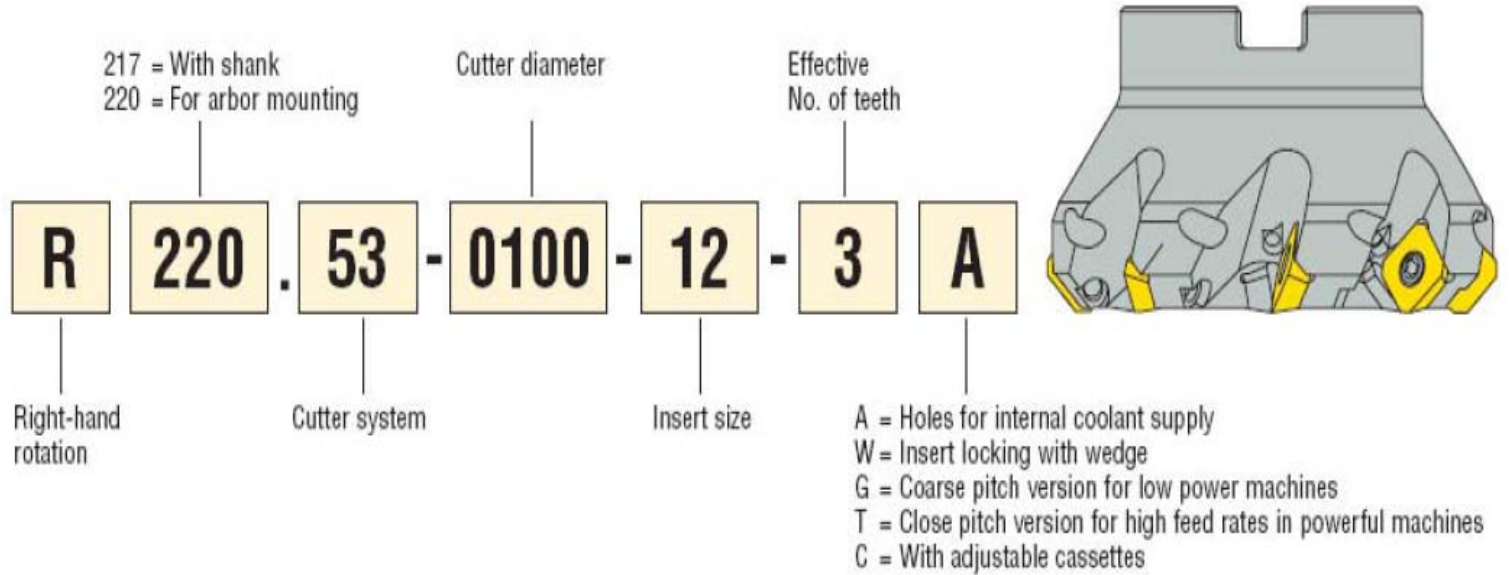 217 = With shank
220 = For arbor mounting
Cutter diameter
Effective
No. of teeth
R 220 . 53 - 0100 - 12 - 3 A
Right-hand
rotation
Cutter system
Insert size
A = Holes for internal coolant supply
W = Insert locking with wedge
G = Coarse pitch version for low power machines
T = Close pitch version for high feed rates in powerful machines
C = With adjustable cassettes